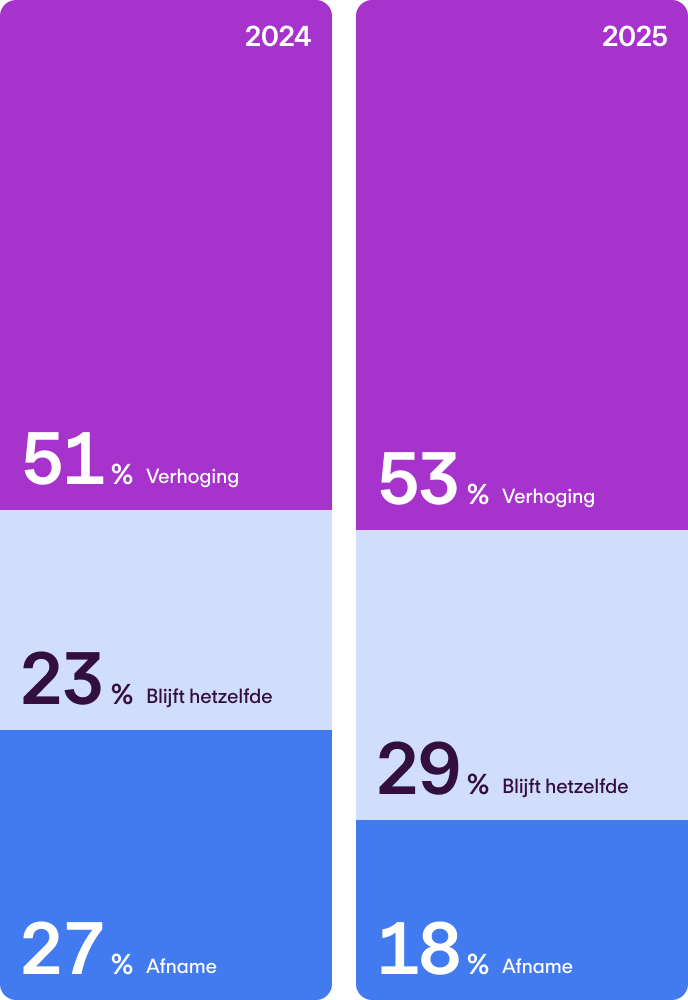 2024
51 % Verhoging
23 % Blijft hetzelfde
27 % Afname
2025
53 % Verhoging
29 % Blijft hetzelfde
18 % Afname